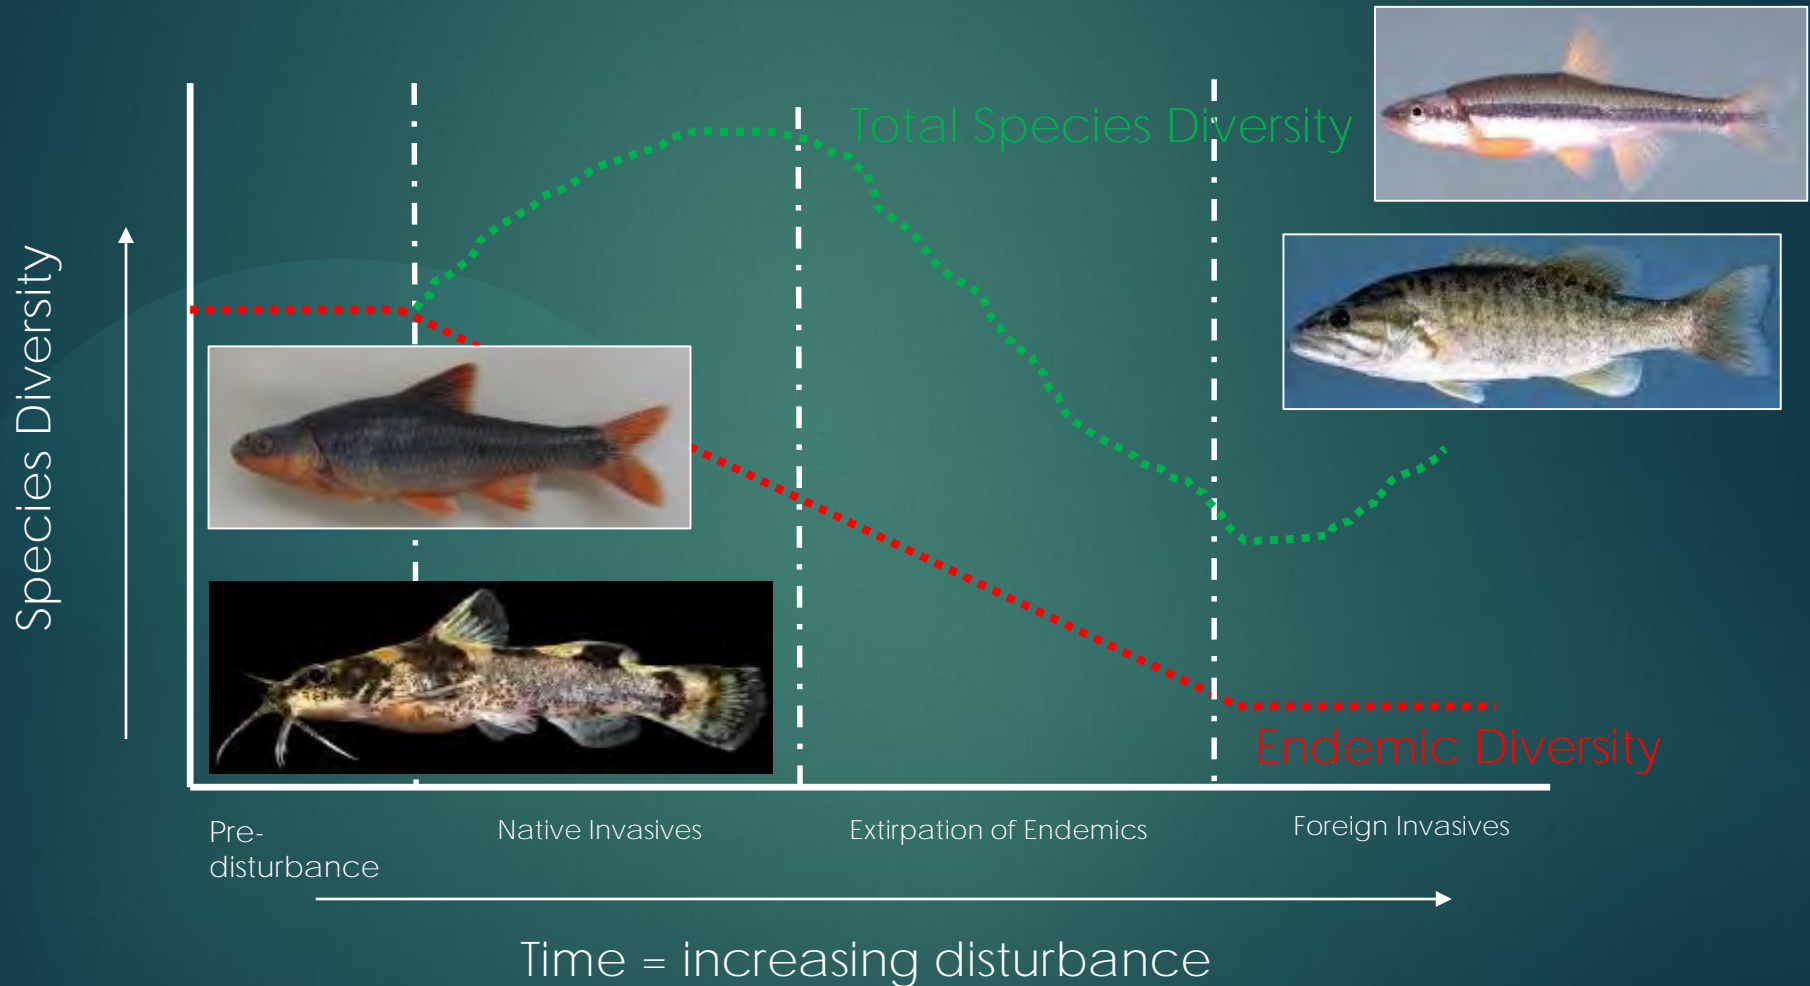 Total Species Diversity
Species Diversity
Endemic Diversity
Pre-
disturbance
Native Invasives
Extirpation of Endemics
Foreign Invasives
Time = increasing disturbance